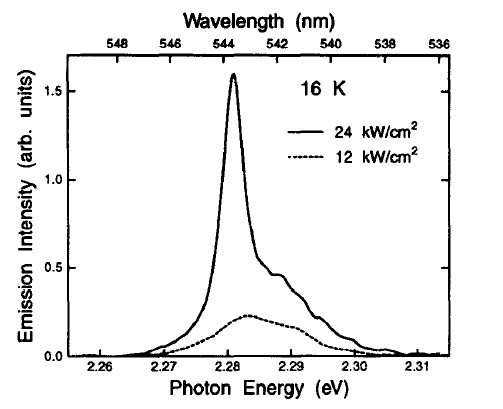 Wavelength (nm)
548 546 544 542 540 538 536
16 K
24 kW/cm²
12 kW/cm²
Emission Intensity (arb. units)
1.5
1.0
0.5
0.0
2.26 2.27 2.28 2.29 2.30 2.31
Photon Energy (eV)